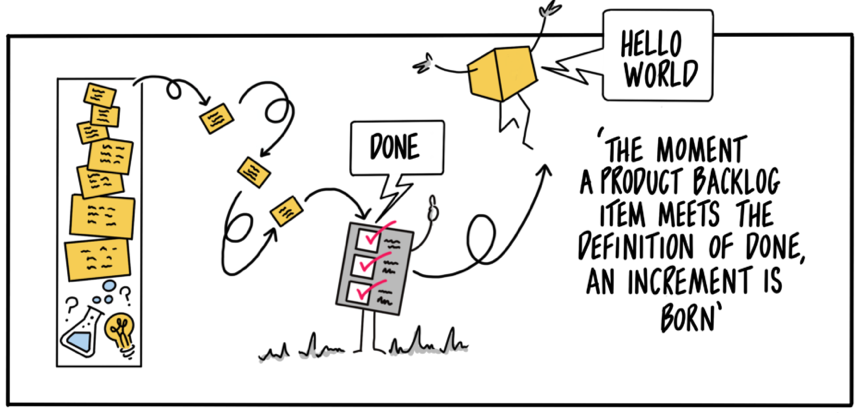 HELLO
WORLD
DONE
'THE MOMENT
A PRODUCT BACKLOG
ITEM MEETS THE
DEFINITION OF DONE,
AN INCREMENT IS
BORN'
? ?